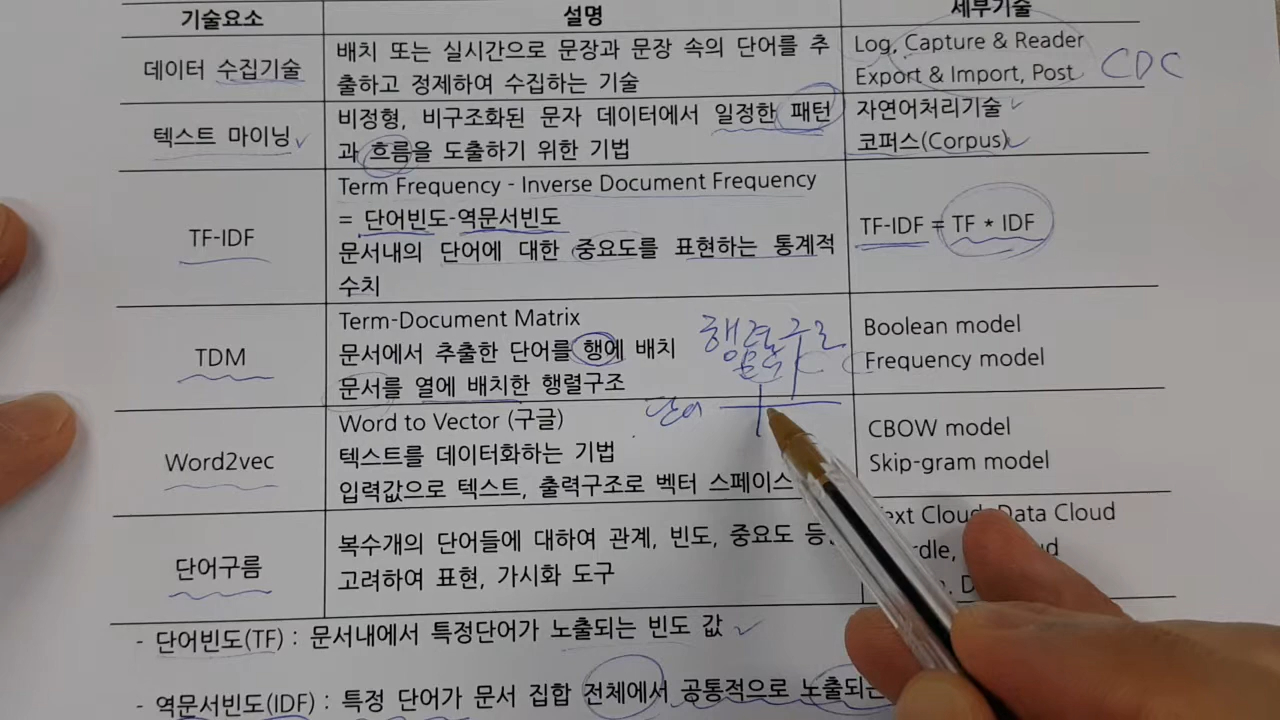 기술요소 설명 세부기술
데이터 수집기술
배치 또는 실시간으로 문장과 문장 속의 단어를 추
출하고 정제하여 수집하는 기술
Log, Capture & Reader
Export & Import, Post
CDC
텍스트 마이닝
비정형, 비구조화된 문자 데이터에서 일정한 패턴
과 흐름을 도출하기 위한 기법
자연어처리기술
코퍼스(Corpus)
TF-IDF
Term Frequency - Inverse Document Frequency
= 단어빈도-역문서빈도
문서내의 단어에 대한 중요도를 표현하는 통계적
수치
TF-IDF = TF * IDF
TDM
Term-Document Matrix
문서에서 추출한 단어를 행에 배치
문서를 열에 배치한 행렬구조
행렬구조
단어
Boolean model
Frequency model
Word2vec
Word to Vector (구글)
텍스트를 데이터화하는 기법
입력값으로 텍스트, 출력구조로 벡터 스페이스
CBOW model
Skip-gram model
단어구름
복수개의 단어들에 대하여 관계, 빈도, 중요도 등
고려하여 표현, 가시화 도구
Text Cloud, Data Cloud
- 단어빈도(TF) : 문서내에서 특정단어가 노출되는 빈도 값
- 역문서빈도(IDF) : 특정 단어가 문서 집합 전체에서 공통적으로 노출되는